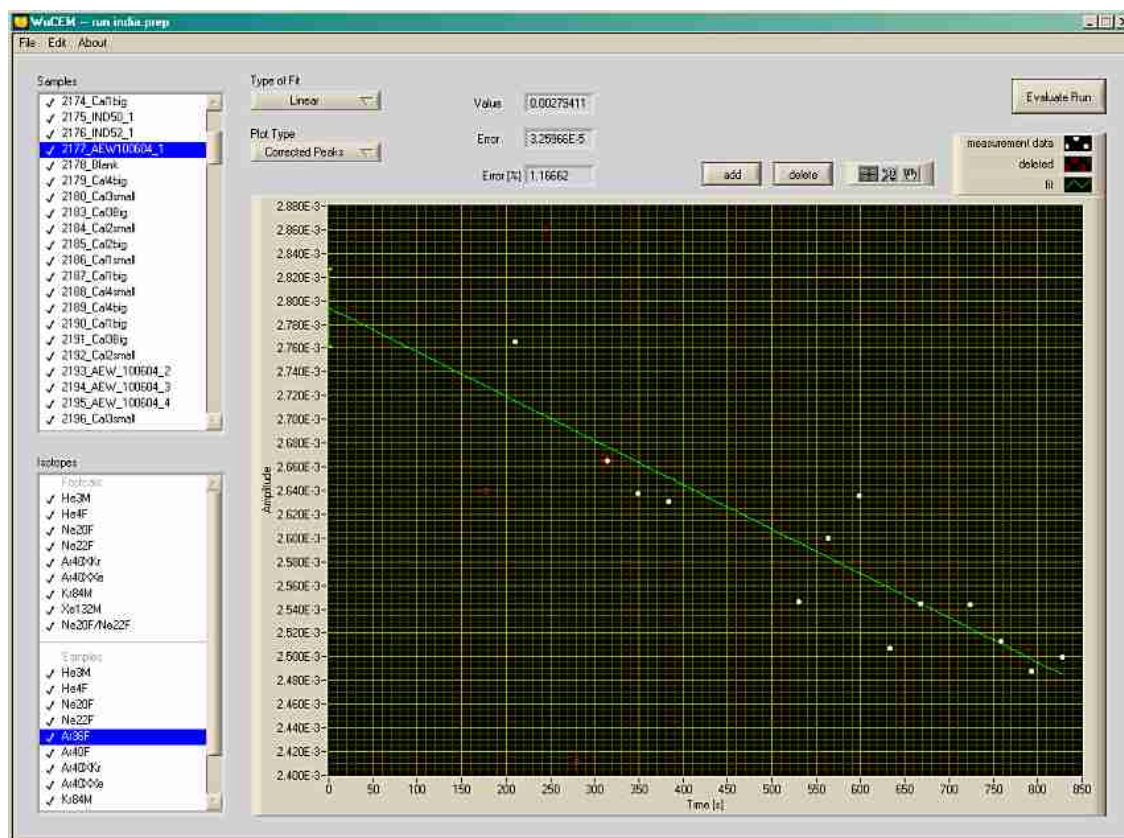 WuCEM -- run india.prep
File Edit About
Samples
2174_Cal1big
2175_IND50_1
2176_IND52_1
2177_AEW100604_1
2178_Blank
2179_Cal4big
2180_Cal3small
2183_Cal3Big
2184_Cal2small
2185_Cal2big
2186_Cal1small
2187_Cal1big
2188_Cal4small
2189_Cal4big
2190_Cal1big
2191_Cal3Big
2192_Cal2small
2193_AEW_100604_2
2194_AEW_100604_3
2195_AEW_100604_4
2196_Cal3small
Isotopes
Fastcals
He3M
He4F
Ne20F
Ne22F
Ar40XKr
Ar40XXe
Kr84M
Xe132M
Ne20F/Ne22F
Samples
He3M
He4F
Ne20F
Ne22F
Ar36F
Ar40F
Ar40XKr
Ar40XXe
Kr84M
Type of Fit
Linear
Plot Type
Corrected Peaks
Value 0.00279411
Error 3.25966E-5
Error [%] 1.16662
add delete
Evaluate Run
measurement data
deleted
fit
2.880E-3
2.860E-3
2.840E-3
2.820E-3
2.800E-3
2.780E-3
2.760E-3
2.740E-3
2.720E-3
2.700E-3
2.680E-3
2.660E-3
2.640E-3
2.620E-3
2.600E-3
2.580E-3
2.560E-3
2.540E-3
2.520E-3
2.500E-3
2.480E-3
2.460E-3
2.440E-3
2.420E-3
2.400E-3
Amplitude
0 50 100 150 200 250 300 350 400 450 500 550 600 650 700 750 800 850
Time [s]